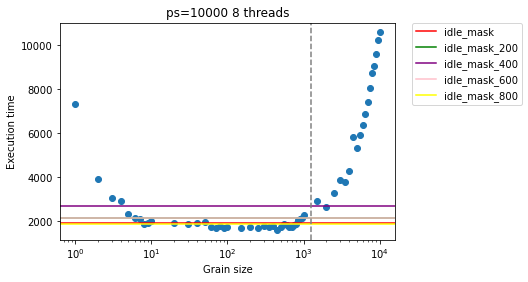 ps=10000 8 threads
idle_mask
idle_mask_200
idle_mask_400
idle_mask_600
idle_mask_800
Execution time
10000
8000
6000
4000
2000
10⁰
10¹
10²
10³
10⁴
Grain size